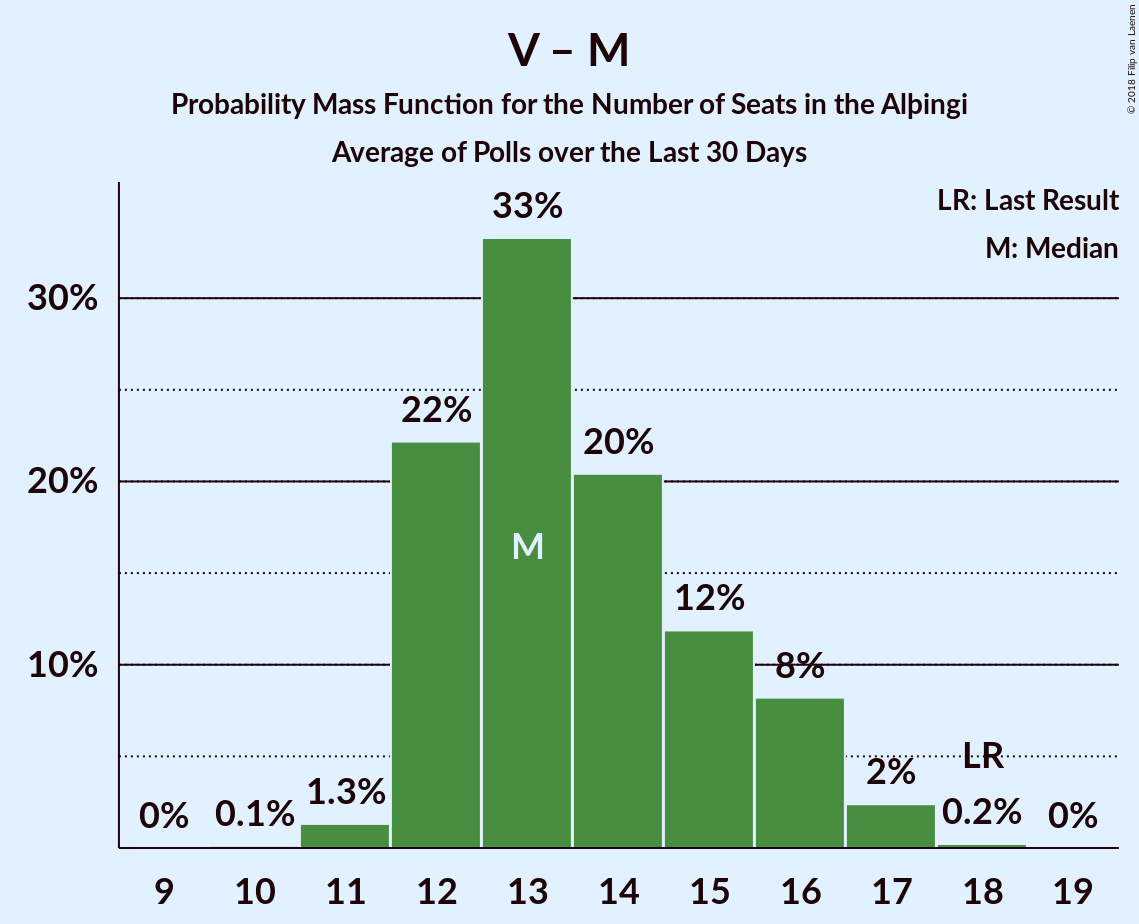 V – M
Probability Mass Function for the Number of Seats in the Alþingi
Average of Polls over the Last 30 Days
© 2018 Filip van Laenen
LR: Last Result
M: Median
33%
30%
22%
20%
20%
M
12%
10%
8%
LR
2%
1.3%
0% 0.1% 0.2% 0%
9 10 11 12 13 14 15 16 17 18 19